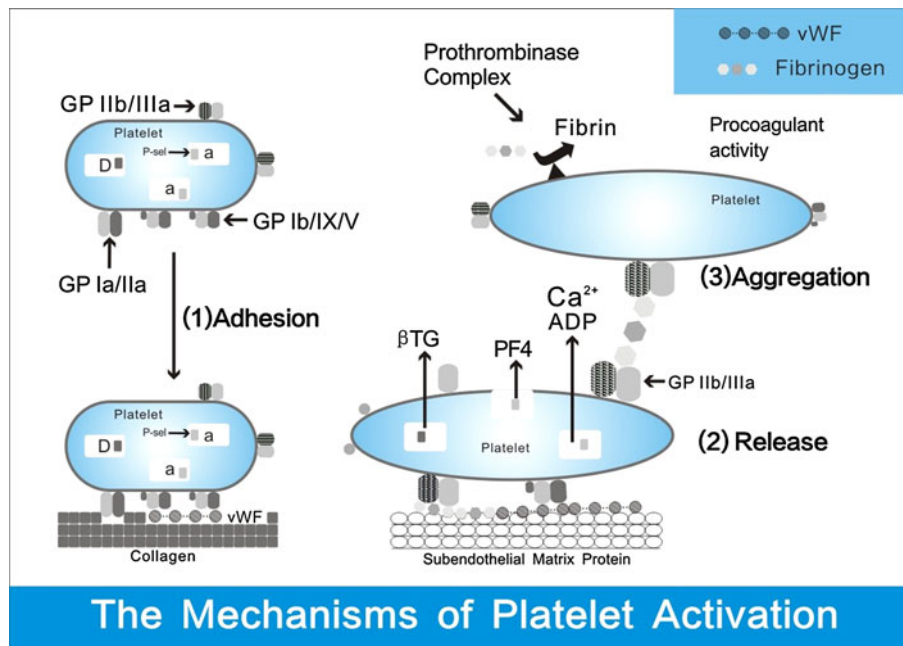 vWF
Fibrinogen
Prothrombinase
Complex
Fibrin
Procoagulant
activity
GP IIb/IIIa
Platelet
P-sel
a
D
a
GP Ib/IX/V
GP Ia/IIa
Platelet
(1)Adhesion
(3)Aggregation
Ca²⁺
ADP
βTG
PF4
GP IIb/IIIa
Platelet
P-sel
a
D
a
Platelet
(2) Release
vWF
Collagen
Subendothelial Matrix Protein
The Mechanisms of Platelet Activation